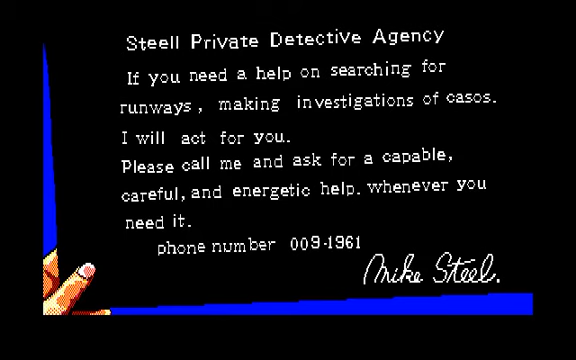 Steell Private Detective Agency
If you need a help on searching for
runways, making investigations of casos.
I will act for you.
Please call me and ask for a capable,
careful, and energetic help. whenever you
need it.
phone number 009-1961
Mike Steel.